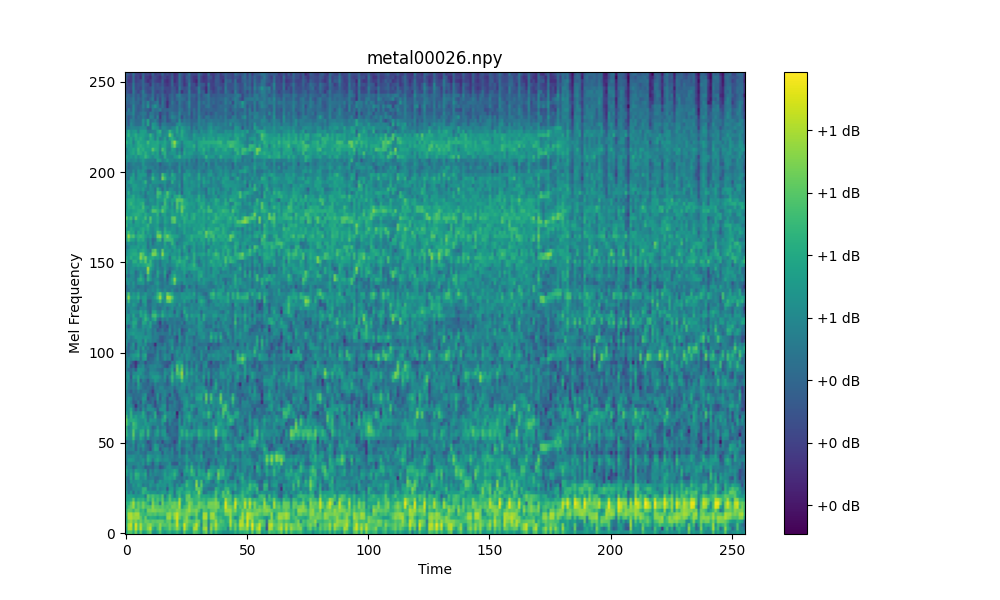 metal00026.npy
250
200
150
100
50
0
Mel Frequency
0 50 100 150 200 250
Time
+1 dB
+1 dB
+1 dB
+1 dB
+0 dB
+0 dB
+0 dB